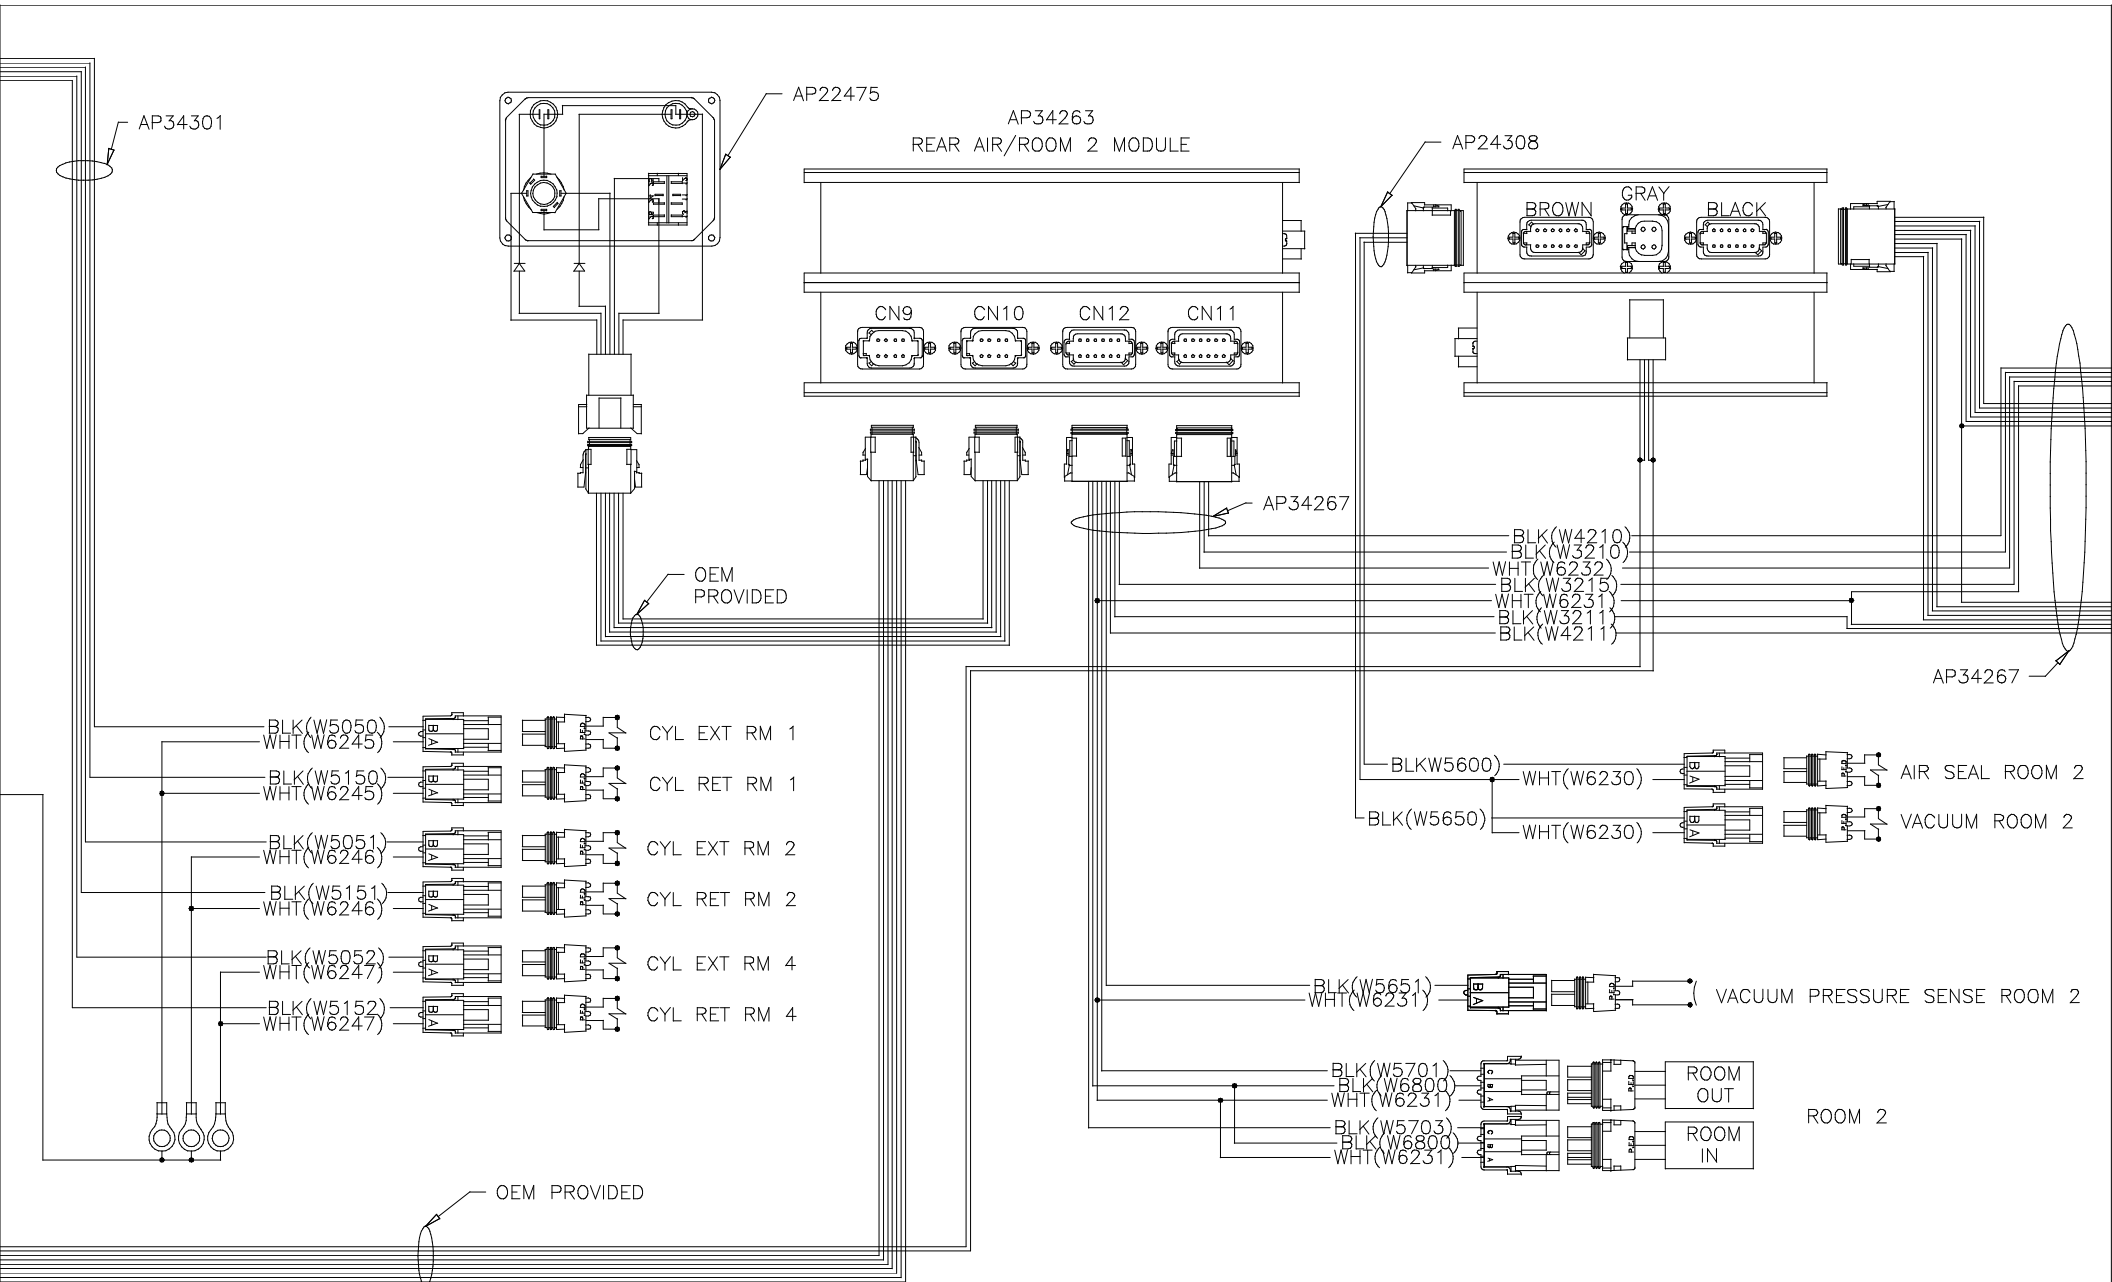 AP34301
AP22475
AP34263
REAR AIR/ROOM 2 MODULE
AP24308
BROWN
GRAY
BLACK
CN9
CN10
CN12
CN11
AP34267
OEM
PROVIDED
BLK(W4210)
BLK(W3210)
WHT(W6232)
BLK(W3215)
WHT(W6231)
BLK(W3211)
BLK(W4211)
AP34267
BLK(W5050)
WHT(W6245)
B
A
P.E.D
CYL EXT RM 1
BLK(W5150)
WHT(W6245)
B
A
P.E.D
CYL RET RM 1
BLK(W5051)
WHT(W6246)
B
A
P.E.D
CYL EXT RM 2
BLK(W5151)
WHT(W6246)
B
A
P.E.D
CYL RET RM 2
BLK(W5052)
WHT(W6247)
B
A
P.E.D
CYL EXT RM 4
BLK(W5152)
WHT(W6247)
B
A
P.E.D
CYL RET RM 4
BLKW5600)
WHT(W6230)
B
A
P.E.D
AIR SEAL ROOM 2
BLK(W5650)
WHT(W6230)
B
A
P.E.D
VACUUM ROOM 2
BLK(W5651)
WHT(W6231)
B
A
P.E.D
VACUUM PRESSURE SENSE ROOM 2
BLK(W5701)
BLK(W6800)
WHT(W6231)
C
B
A
P.E.D
ROOM
OUT
BLK(W5703)
BLK(W6800)
WHT(W6231)
C
B
A
P.E.D
ROOM
IN
ROOM 2
OEM PROVIDED